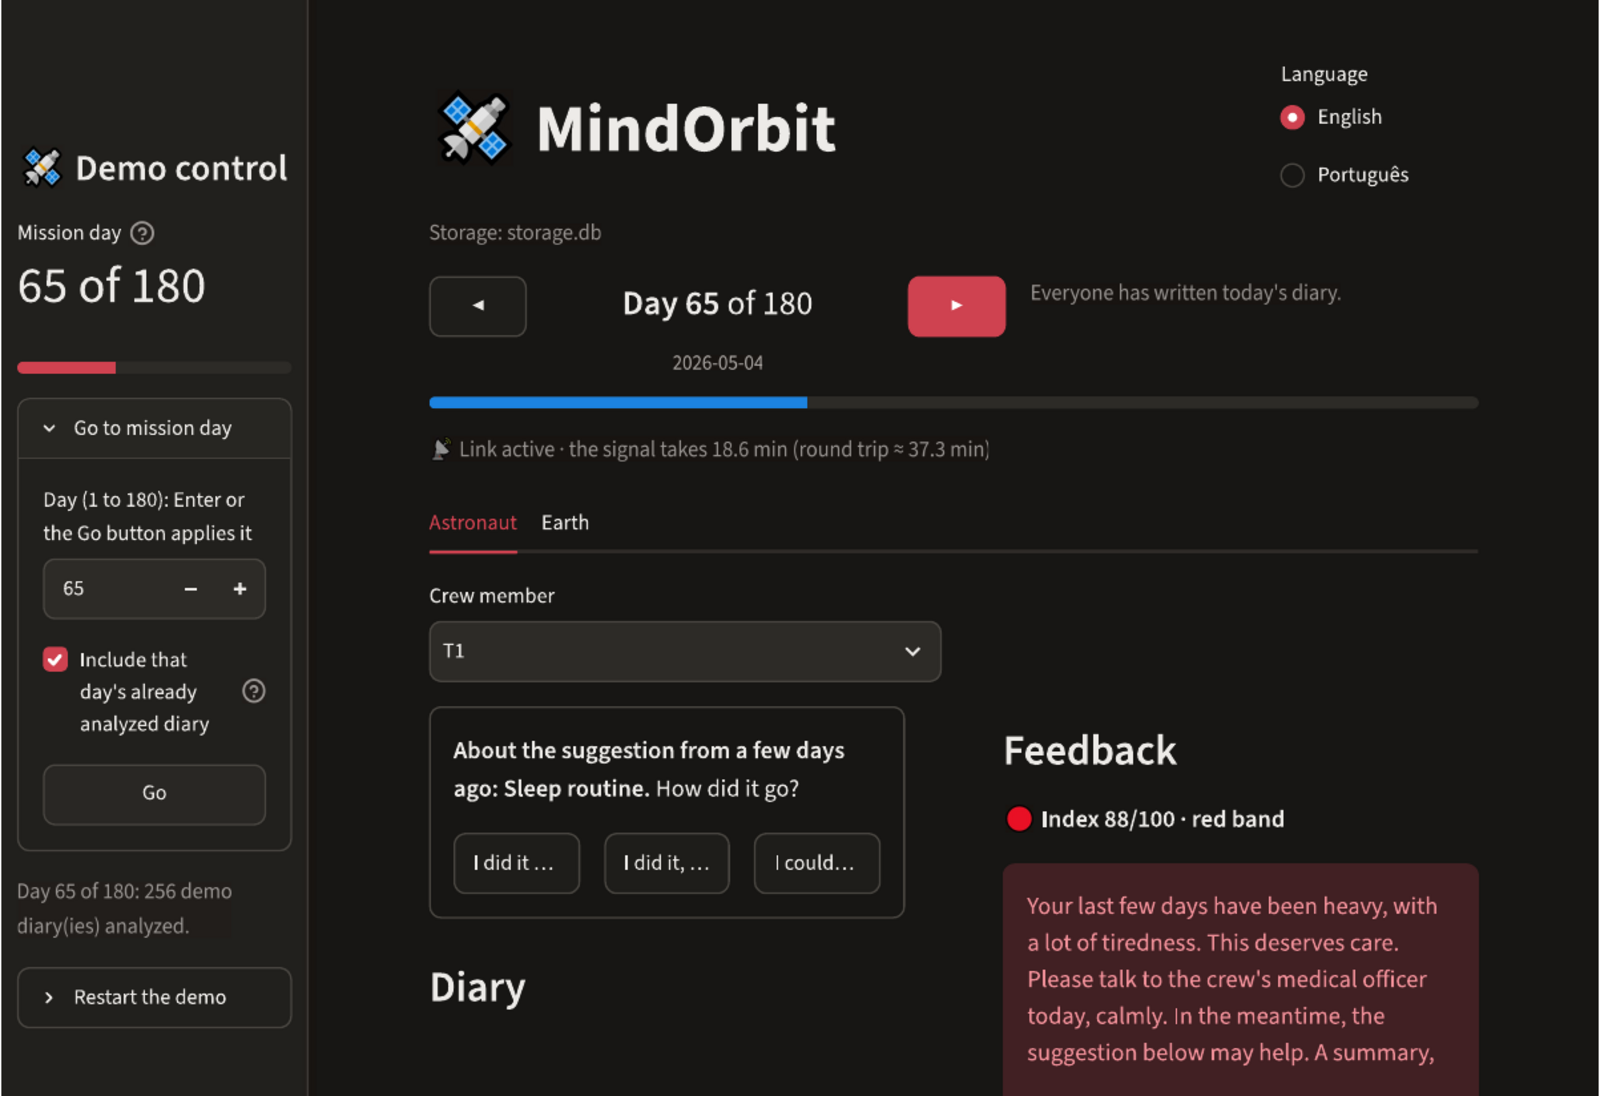 Demo control
Mission day
65 of 180
Go to mission day
Day (1 to 180): Enter or
the Go button applies it
65
Include that
day's already
analyzed diary
Go
Day 65 of 180: 256 demo
diary(ies) analyzed.
Restart the demo
MindOrbit
Language
English
Português
Storage: storage.db
Day 65 of 180
Everyone has written today's diary.
2026-05-04
Link active · the signal takes 18.6 min (round trip ≈ 37.3 min)
Astronaut Earth
Crew member
T1
About the suggestion from a few days
ago: Sleep routine. How did it go?
I did it ... I did it, ... I could...
Diary
Feedback
Index 88/100 · red band
Your last few days have been heavy, with
a lot of tiredness. This deserves care.
Please talk to the crew's medical officer
today, calmly. In the meantime, the
suggestion below may help. A summary,